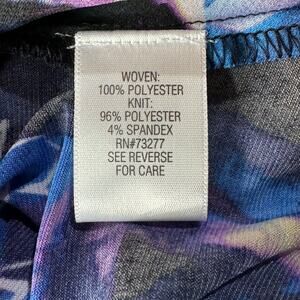 WOVEN:
100% POLYESTER
KNIT:
96% POLYESTER
4% SPANDEX
RN#73277
SEE REVERSE
FOR CARE